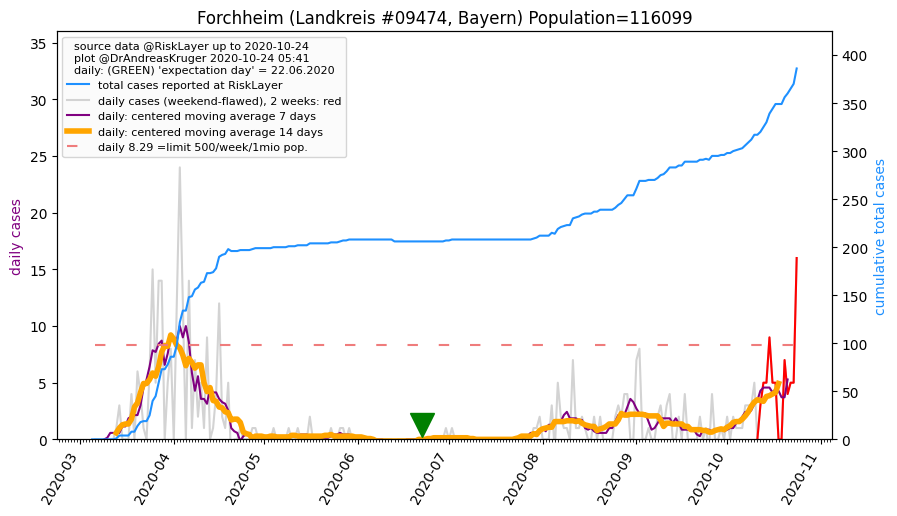 Forchheim (Landkreis #09474, Bayern) Population=116099
source data @RiskLayer up to 2020-10-24
plot @DrAndreasKruger 2020-10-24 05:41
daily: (GREEN) 'expectation day' = 22.06.2020
total cases reported at RiskLayer
daily cases (weekend-flawed), 2 weeks: red
daily: centered moving average 7 days
daily: centered moving average 14 days
daily 8.29 =limit 500/week/1mio pop.
daily cases
35
30
25
20
15
10
5
0
cumulative total cases
400
350
300
250
200
150
100
50
0
2020-03
2020-04
2020-05
2020-06
2020-07
2020-08
2020-09
2020-10
2020-11